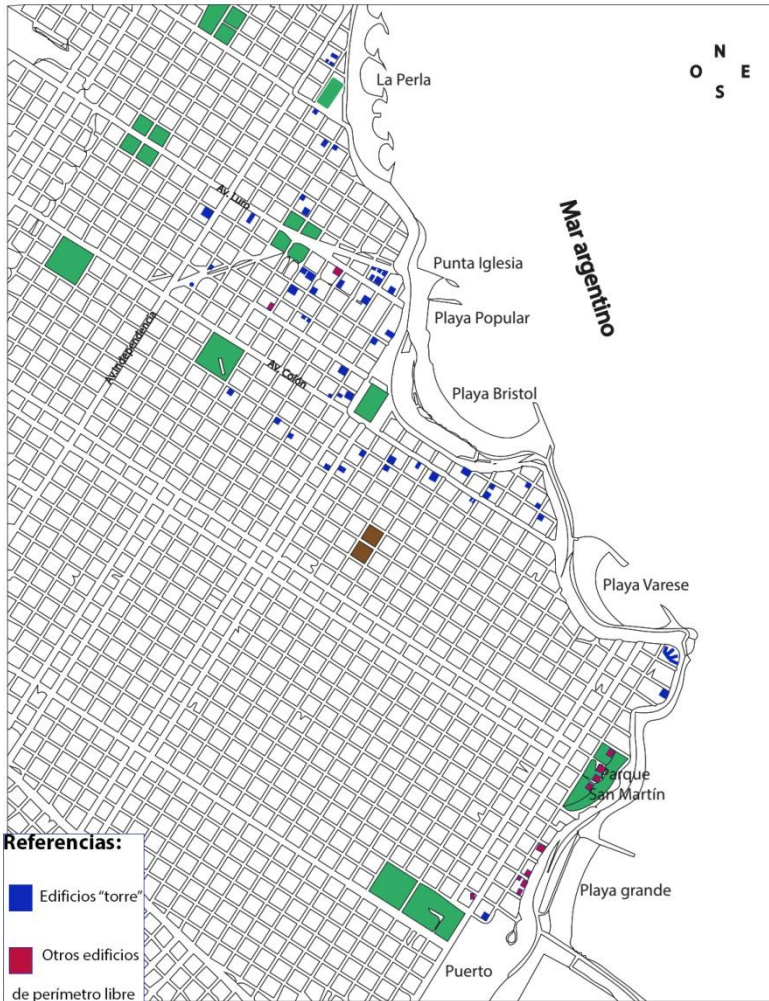 N
O E
S
La Perla
Mar argentino
Av. Luro
Punta Iglesia
Playa Popular
Av.Independencia
Av. Colón
Playa Bristol
Playa Varese
Parque
San Martín
Playa grande
Puerto
Referencias:
Edificios "torre"
Otros edificios
de perímetro libre